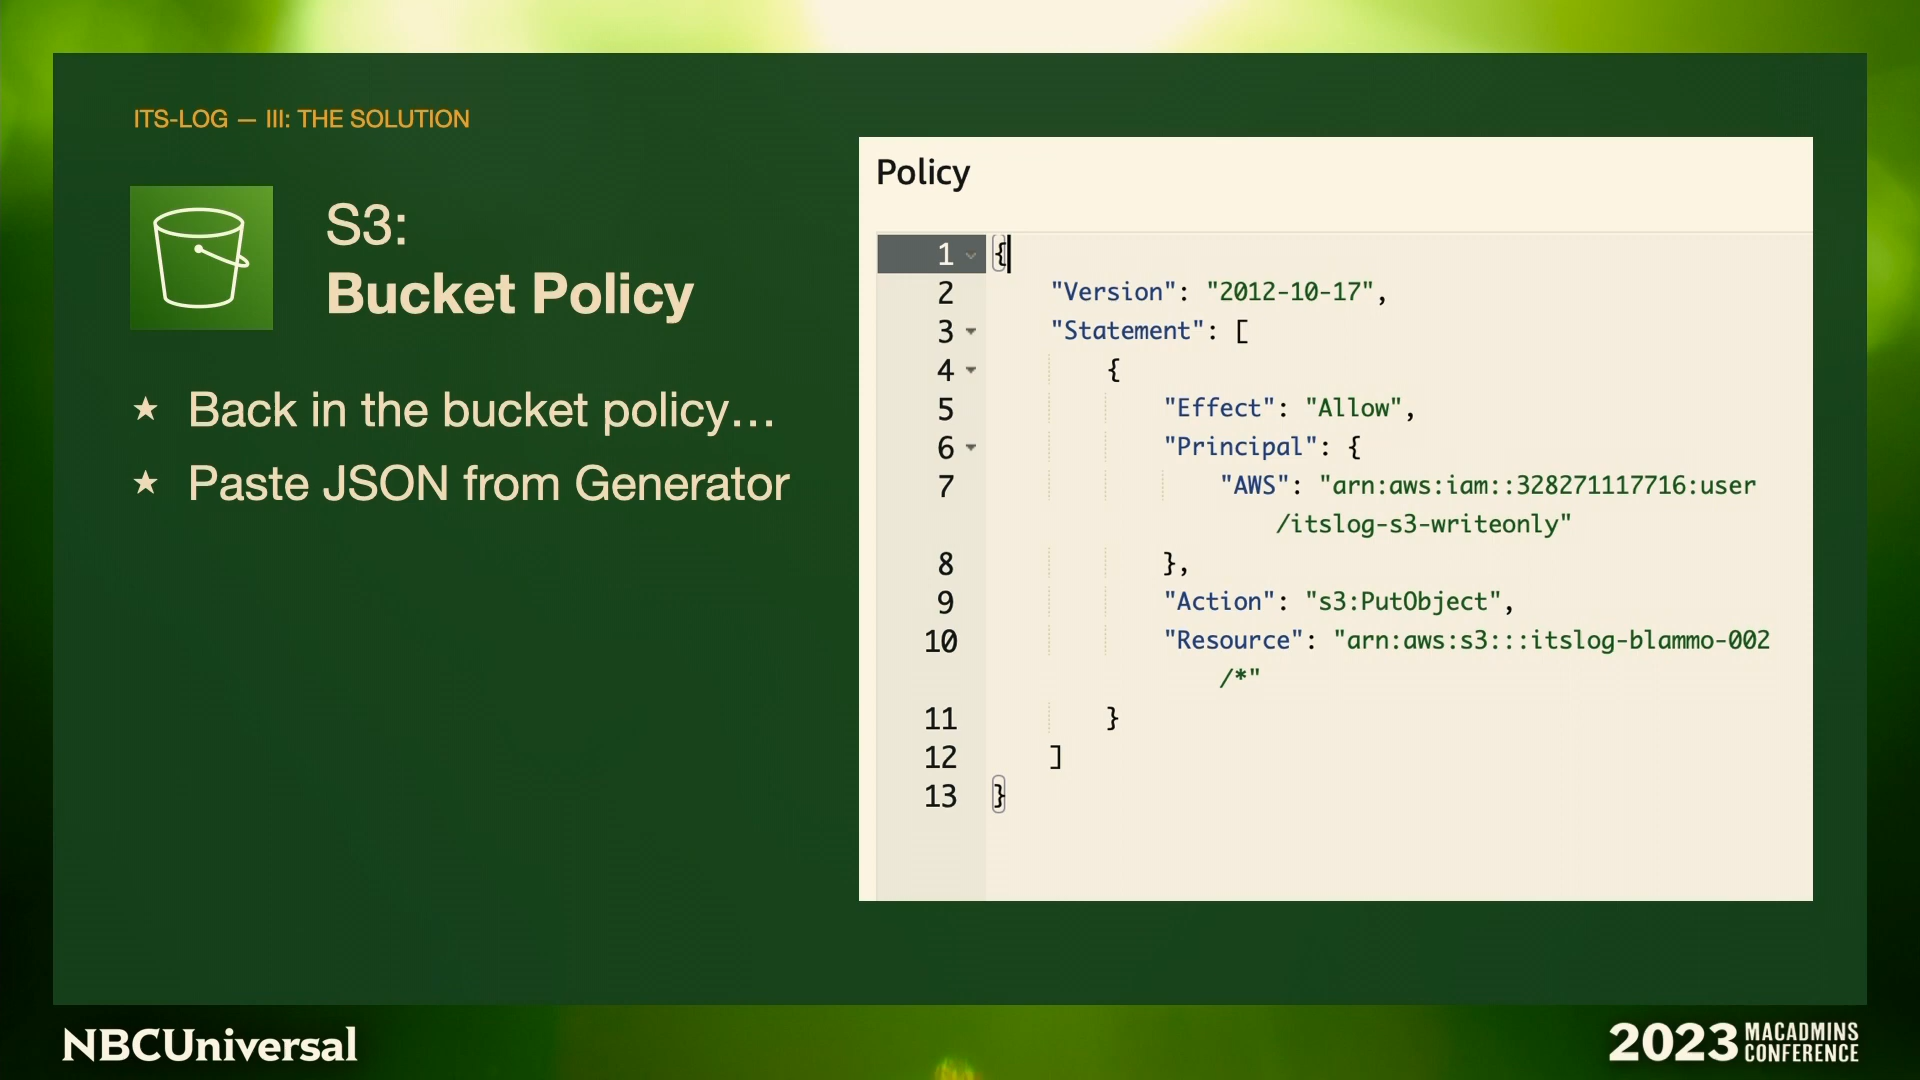 ITS-LOG — III: THE SOLUTION
S3:
Bucket Policy
★ Back in the bucket policy…
★ Paste JSON from Generator
Policy
1 {
2 "Version": "2012-10-17",
3 "Statement": [
4 {
5 "Effect": "Allow",
6 "Principal": {
7 "AWS": "arn:aws:iam::328271117716:user
/itslog-s3-writeonly"
8 },
9 "Action": "s3:PutObject",
10 "Resource": "arn:aws:s3:::itslog-blammo-002
/*"
11 }
12 ]
13 }
NBCUniversal
2023 MACADMINS
CONFERENCE